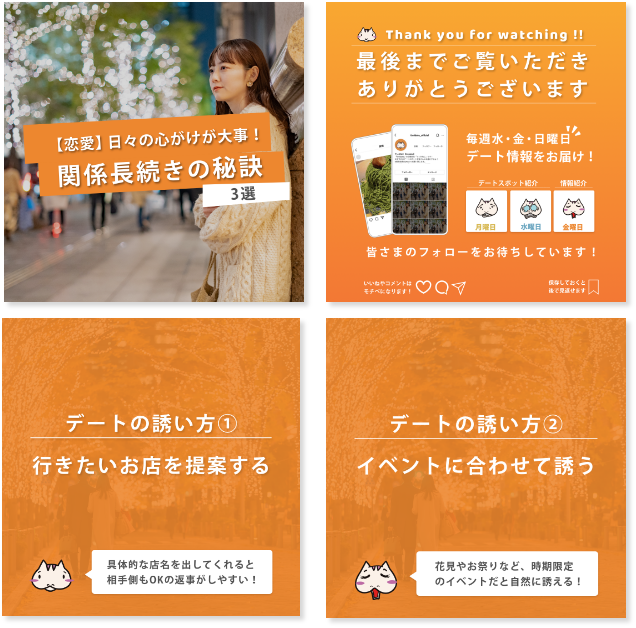 【恋愛】日々の心がけが大事！
関係長続きの秘訣
3選
Thank you for watching !!
最後までご覧いただき
ありがとうございます
毎週水・金・日曜日
デート情報をお届け！
デートスポット紹介
情報紹介
月曜日
水曜日
金曜日
皆さまのフォローをお待ちしています！
いいねやコメントは
モチベになります！
保存しておくと
後で見返せます
デートの誘い方①
行きたいお店を提案する
具体的な店名を出してくれると
相手側もOKの返事がしやすい！
デートの誘い方②
イベントに合わせて誘う
花見やお祭りなど、時期限定
のイベントだと自然に誘える！